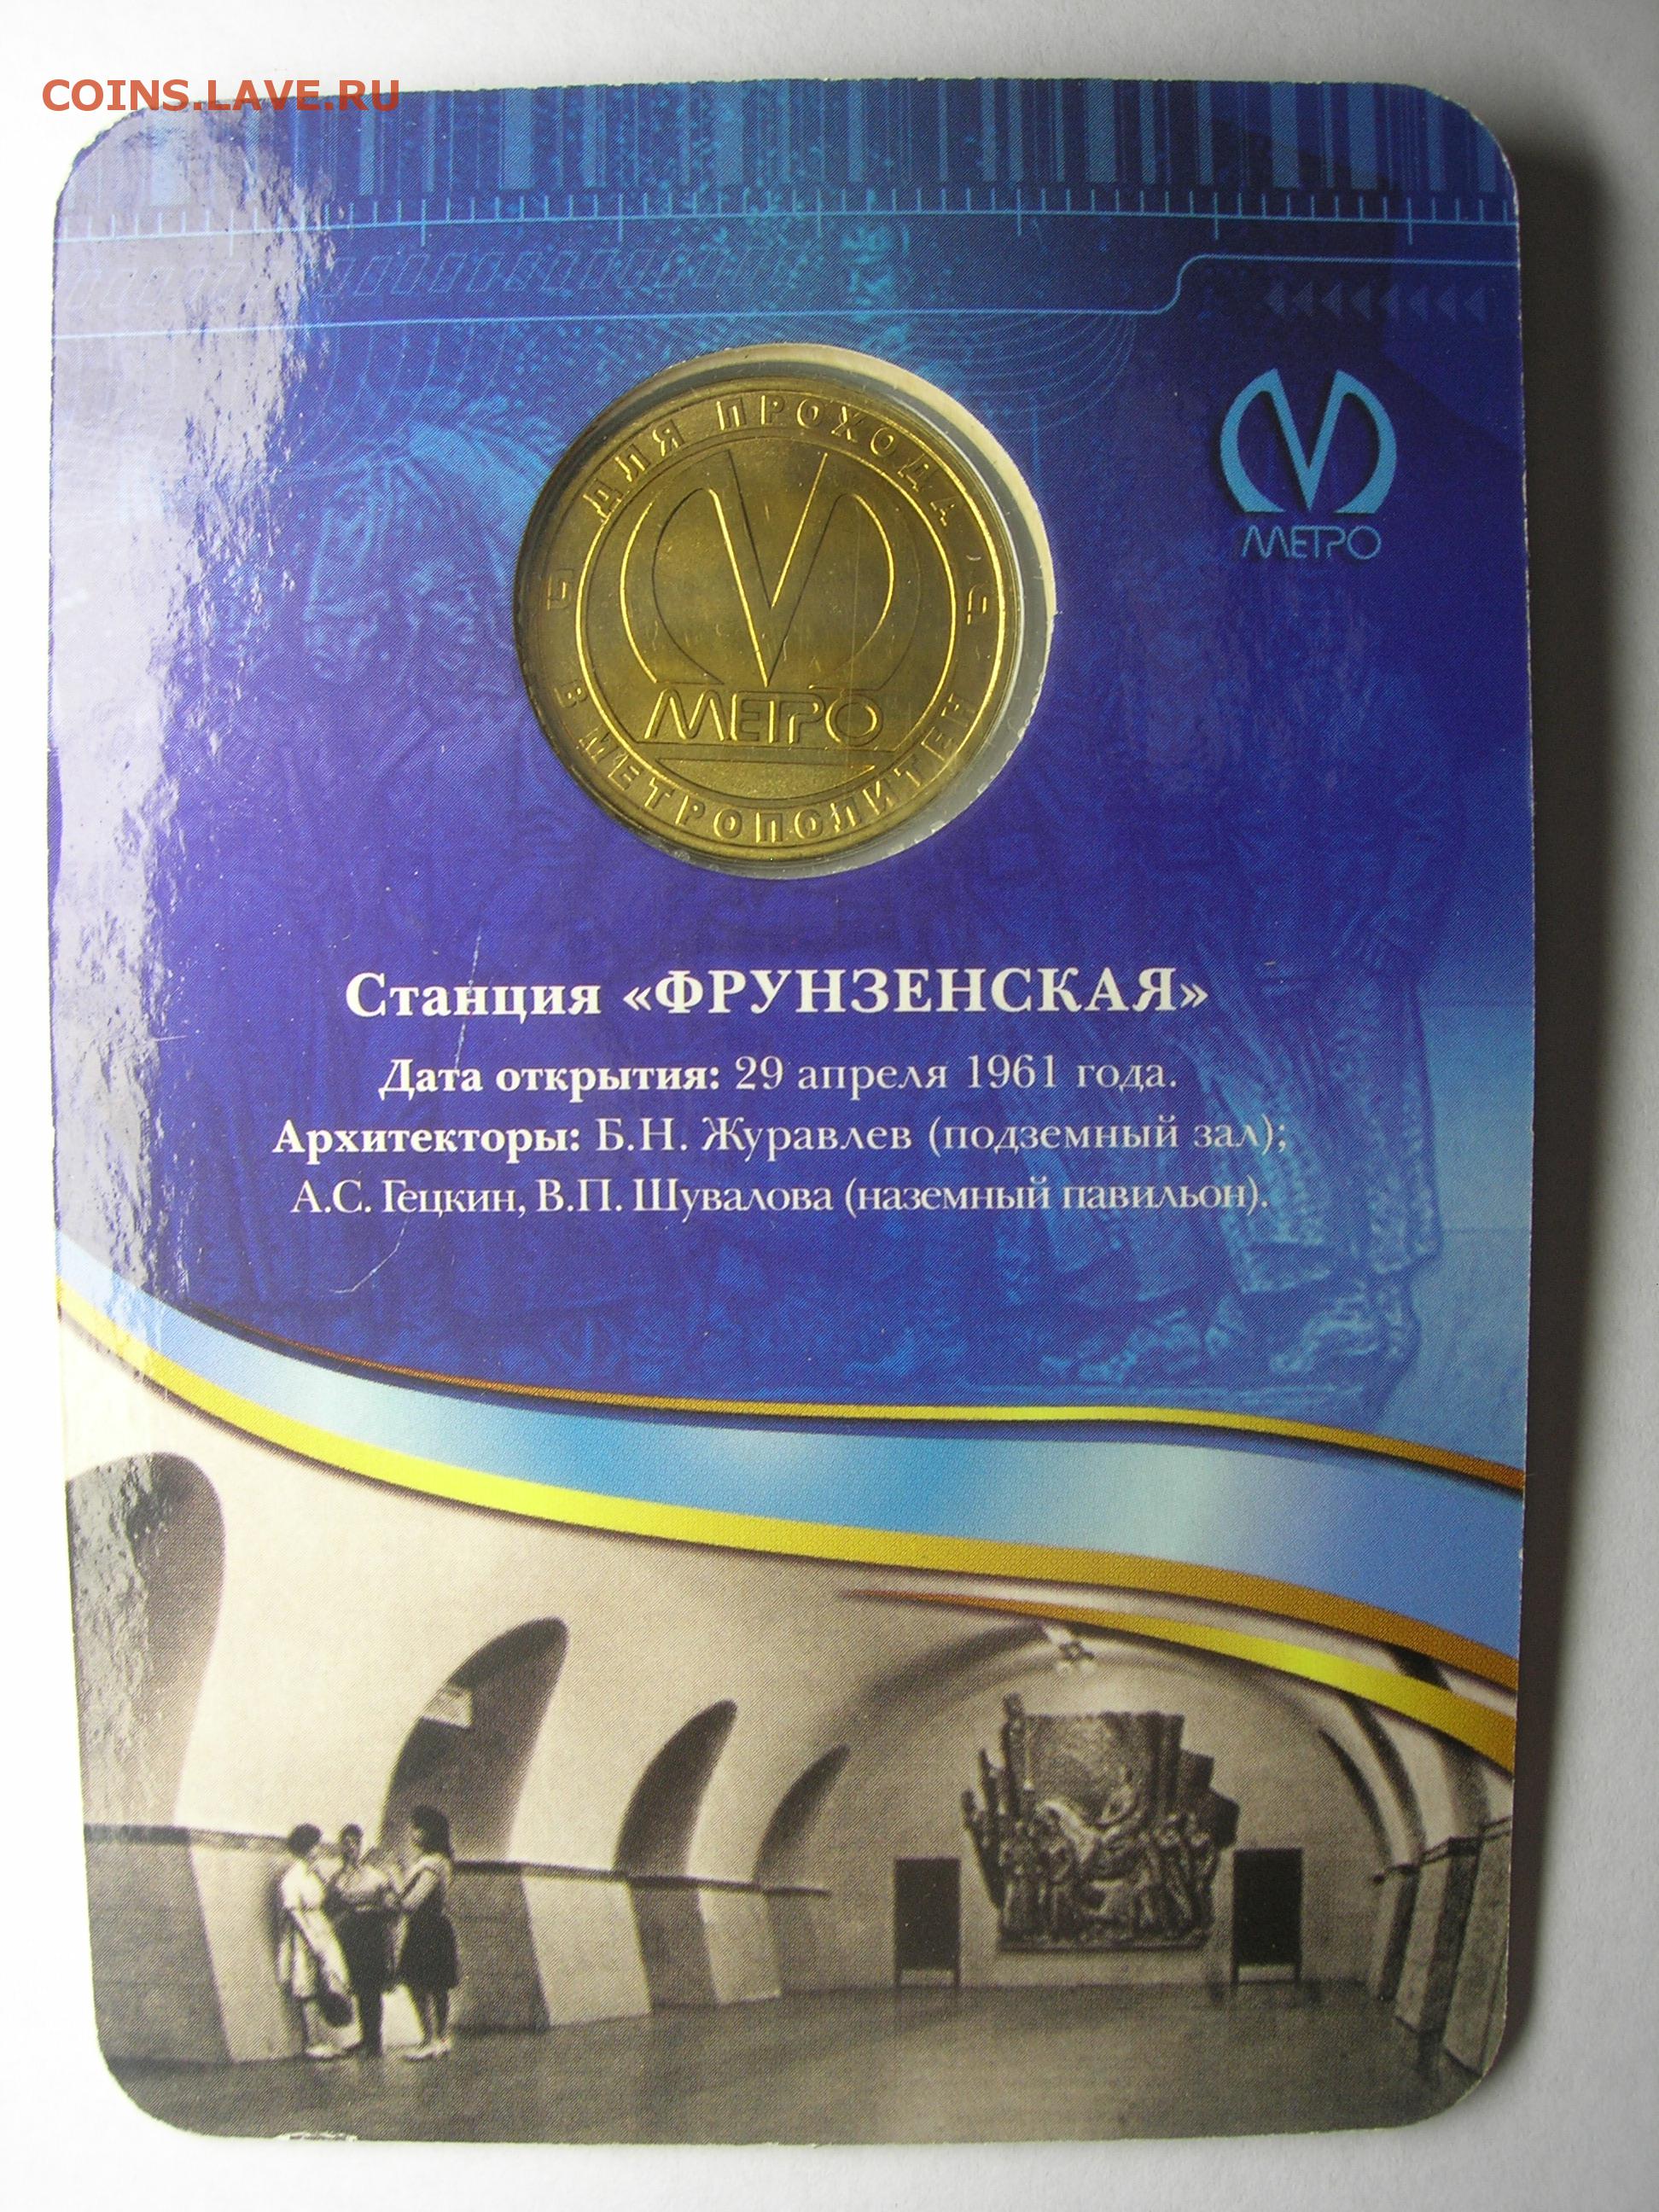 COINS.LAVE.RU
ДЛЯ ПРОХОДА
МЕТРО
В МЕТРОПОЛИТЕН
МЕТРО
Станция «ФРУНЗЕНСКАЯ»
Дата открытия: 29 апреля 1961 года.
Архитекторы: Б.Н. Журавлев (подземный зал);
А.С. Гецкин, В.П. Шувалова (наземный павильон).